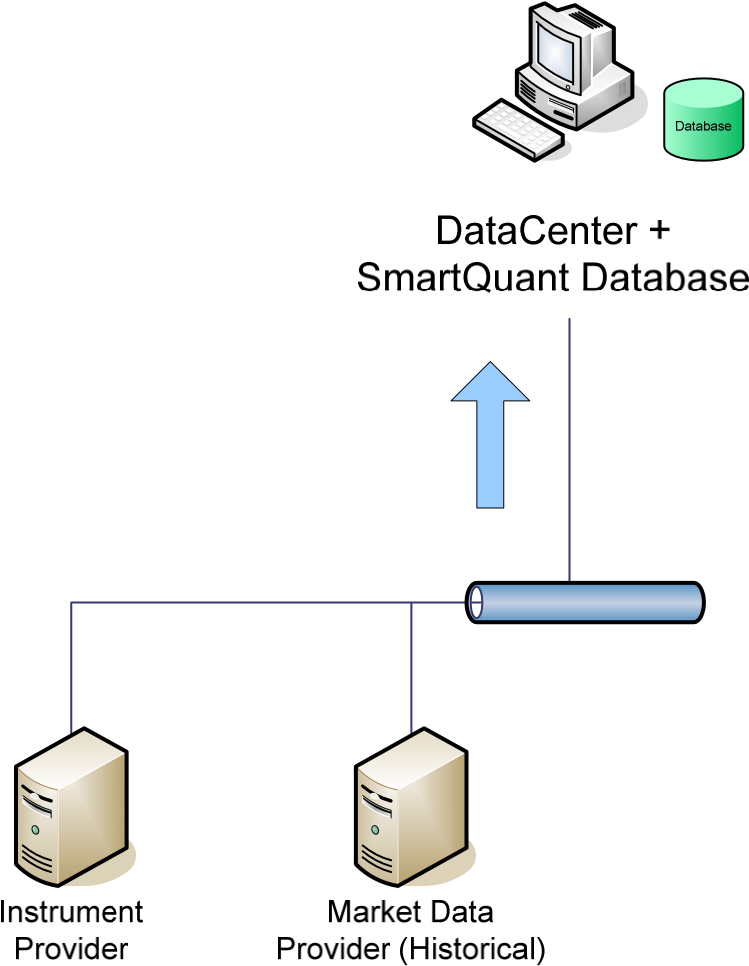 Database
DataCenter +
SmartQuant Database
Instrument
Provider
Market Data
Provider (Historical)